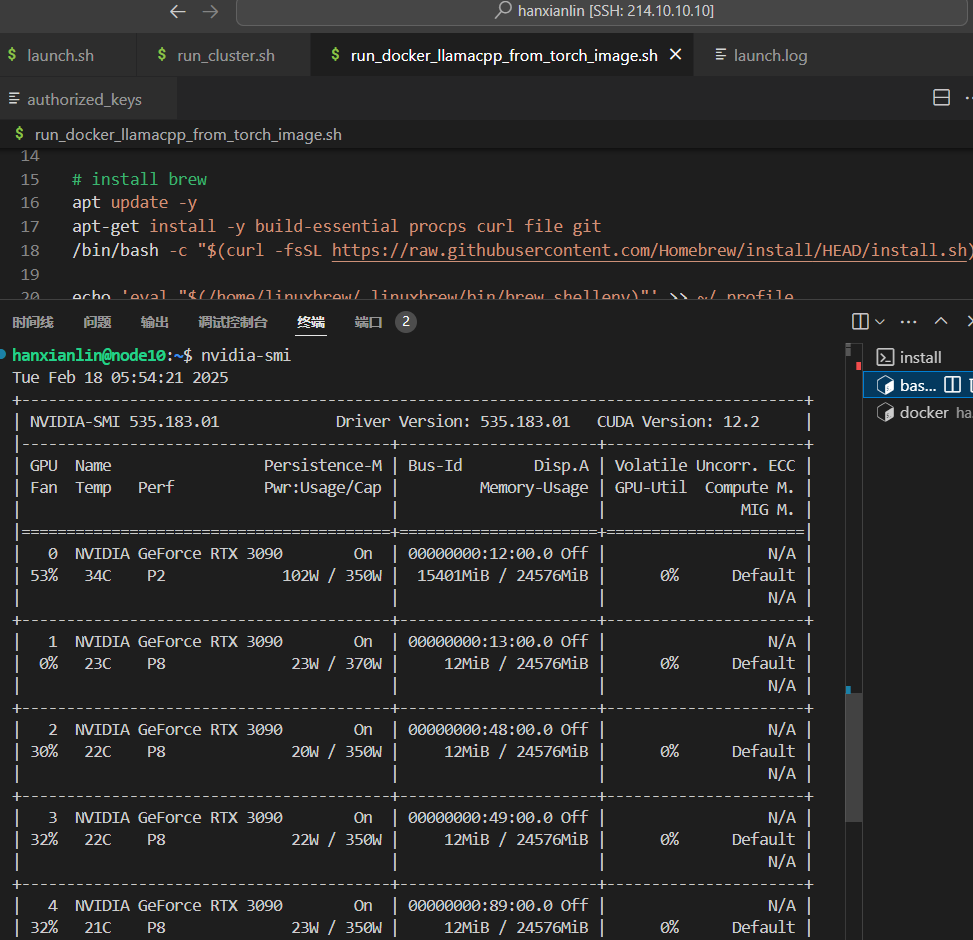 hanxianlin [SSH: 214.10.10.10]
$ launch.sh $ run_cluster.sh $ run_docker_llamacpp_from_torch_image.sh launch.log
authorized_keys
$ run_docker_llamacpp_from_torch_image.sh
14
15 # install brew
16 apt update -y
17 apt-get install -y build-essential procps curl file git
18 /bin/bash -c "$(curl -fsSL https://raw.githubusercontent.com/Homebrew/install/HEAD/install.sh)
19
20 echo 'eval "$(/home/linuxbrew/.linuxbrew/bin/brew shellenv)"' >> ~/.profile
时间线 问题 输出 调试控制台 终端 端口 2
hanxianlin@node10:~$ nvidia-smi
install
Tue Feb 18 05:54:21 2025
bas...
docker ha
+-----------------------------------------------------------------------------+
| NVIDIA-SMI 535.183.01 Driver Version: 535.183.01 CUDA Version: 12.2 |
|-----------------------------------------+----------------------+----------------------+
| GPU Name Persistence-M | Bus-Id Disp.A | Volatile Uncorr. ECC |
| Fan Temp Perf Pwr:Usage/Cap | Memory-Usage | GPU-Util Compute M. |
| | | MIG M. |
|=========================================+======================+======================|
| 0 NVIDIA GeForce RTX 3090 On | 00000000:12:00.0 Off | N/A |
| 53% 34C P2 102W / 350W | 15401MiB / 24576MiB | 0% Default |
| | | N/A |
+-----------------------------------------+----------------------+----------------------+
| 1 NVIDIA GeForce RTX 3090 On | 00000000:13:00.0 Off | N/A |
| 0% 23C P8 23W / 370W | 12MiB / 24576MiB | 0% Default |
| | | N/A |
+-----------------------------------------+----------------------+----------------------+
| 2 NVIDIA GeForce RTX 3090 On | 00000000:48:00.0 Off | N/A |
| 30% 22C P8 20W / 350W | 12MiB / 24576MiB | 0% Default |
| | | N/A |
+-----------------------------------------+----------------------+----------------------+
| 3 NVIDIA GeForce RTX 3090 On | 00000000:49:00.0 Off | N/A |
| 32% 22C P8 22W / 350W | 12MiB / 24576MiB | 0% Default |
| | | N/A |
+-----------------------------------------+----------------------+----------------------+
| 4 NVIDIA GeForce RTX 3090 On | 00000000:89:00.0 Off | N/A |
| 32% 21C P8 23W / 350W | 12MiB / 24576MiB | 0% Default |